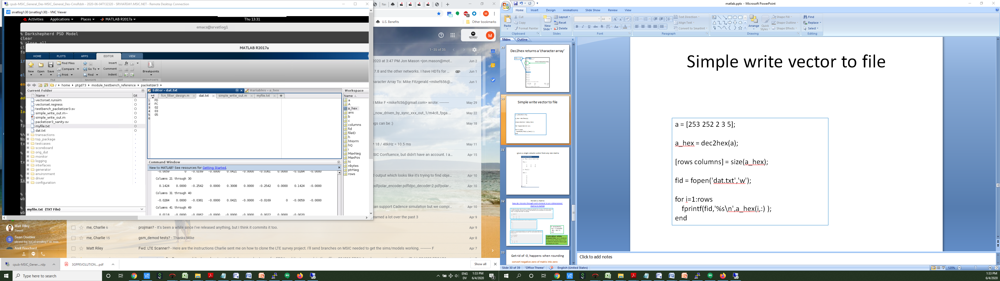 cpub-MSIC_General_Des-MSIC_General_Des-CmsRdsh - 2020-06-04T132320 - SRVVATGW1.MSIC.NET - Remote Desktop Connection
srvatlog1:30 (srvatlog1:30) - VNC Viewer
Activities Applications Places MATLAB R2017a Thu 13:31
emacs@srvatlog1
% Darkshepherd PSD Model
clear
% close all
MATLAB R2017a
HOME PLOTS APPS EDITOR VIEW
New Open Save Find Files Compare Print Go To Find Insert Comment Indent fx Breakpoints
FILE NAVIGATE EDIT BREAKPOINTS
/ home ptgd73 module_testbench_reference packetizer3
Current Folder
Name Git
vectorset.runsim
vectorset.regress
testbench_packetizer3.sv
simple_write_out.m~
simple_write_out.m
packetizer3_sanity.sv
myfile.txt
dat.txt
transactions
top_package
testcases
scoreboard
orig_dut
monitor
logging
interfaces
generator
environment
driver
configuration
myfile.txt (TXT File)
Editor - dat.txt Variables - a_hex
+4 fcn_filter_design.m dat.txt simple_write_out.m myfile.txt +
1 FD
2 FC
3 02
4 03
5 05
6
Command Window
New to MATLAB? See resources for Getting Started.
-0.0059 0 -0.0169 -0.0000 0.0421 -0.0000 -0.0361 0.0000 -0.0284 0.0000
Columns 21 through 30
0.1424 -0.0000 -0.2542 0.0000 0.3008 0.0000 -0.2542 0.0000 0.1424 -0.0000
Columns 31 through 40
-0.0284 0.0000 -0.0361 -0.0000 0.0421 -0.0000 -0.0169 0 -0.0059 -0.0000
Columns 41 through 49
0.0118 -0.0000 -0.0062 -0.0000 -0.0000 0.0022 0.0000 -0.0020
Workspace
Name
a
A
a_hex
ans
b
c
columns
fid
fileID
h
hNorm
hQ
i
MaxNeg
MaxPos
N
nbytes
ptrNeg
rows
U.S. Benefits Other bookmarks
MOTOROLA SOLUTIONS
M
1–35 of 35
2020 at 3:47 PM Jon Mason <jon.mason@mot... Jun 2
7.8 and the other networks. I have HDTs for ... Jun 1
haracter Array To: Mike Fitzgerald <mikef656@... Jun 1
Mike F <mikef656@gmail.com> wrote: --------- May 29
_now_driven_by_sync_xxx_out_1/m4c8_fpga.... May 22
gs can be :) May 18
* 18 / 48kHz = 10.5 ms May 11
SIC Confluence, but didn't have an account. I a... Apr 15
d output which looks like it's trying to find obje... Apr 10
pdfpolar_encoder.pdfldpc_decoder-2.pdfpolar... Apr 10
can support Cadence simulation but we compi... Apr 10
earned a lot over the past 3 Apr 9
me, Charlie 6 projman? - It's been a while since I've released anything, but I think it commits it too. Apr 9
me, Charlie 15 gsm_demod tests? - Thanks Mike Apr 8
Matt Riley Fwd: LTE Scanner? - Here are the instructions Charlie sent me on how to clone the LTE survey project. I'll send branches on MSIC needed to get the sims/models working. ---------- F Apr 7
Matt Riley
Sweet!
Sean Doebler
please log out of srvatlog1 on msic
April Bouchard
cpub-MSIC_Gener....rdp 3GPPEVOLUTION....pdf Show all
Type here to search
ENG
DV
1:33 PM
6/4/2020
matlab.pptx - Microsoft PowerPoint
Home Insert Design Animations Slide Show Review View
Paste Cut Copy Format Painter New Slide Layout Reset Delete
Text Direction Align Text Convert to SmartArt Arrange Quick Styles Shape Fill Shape Outline Shape Effects Find Replace Select
Clipboard Slides Font Paragraph Drawing Editing
Slides Outline
29
Dec2hex returns a 'character array'
30
Simple write vector to file
31
: gives a single column vector from any size matrix
32
Iterate a matrix
how do i iterate through each element in an n dimensional matrix in matlab
33
Get rid of -0, happens when rounding
convert negative zero of matrix into zero
Simple write vector to file
a = [253 252 2 3 5];
a_hex = dec2hex(a);
[rows columns] = size(a_hex);
fid = fopen('dat.txt','w');
for i=1:rows
fprintf(fid,'%s\n',a_hex(i,:) );
end
Click to add notes
Slide 30 of 39 "Office Theme" English (United States) 125%
1:33 PM
6/4/2020